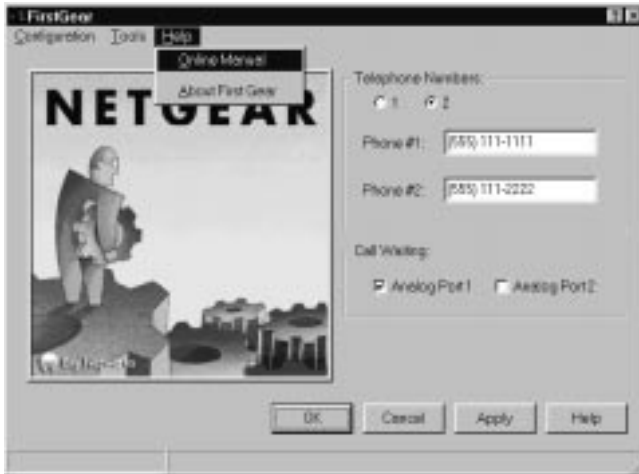 FirstGear
Configuration Tools Help
Online Manual
About First Gear
NETGEAR
Telephone Numbers:
1 2
Phone #1: (555) 111-1111
Phone #2: (555) 111-2222
Call Waiting:
Analog Port 1 Analog Port 2
OK Cancel Apply Help